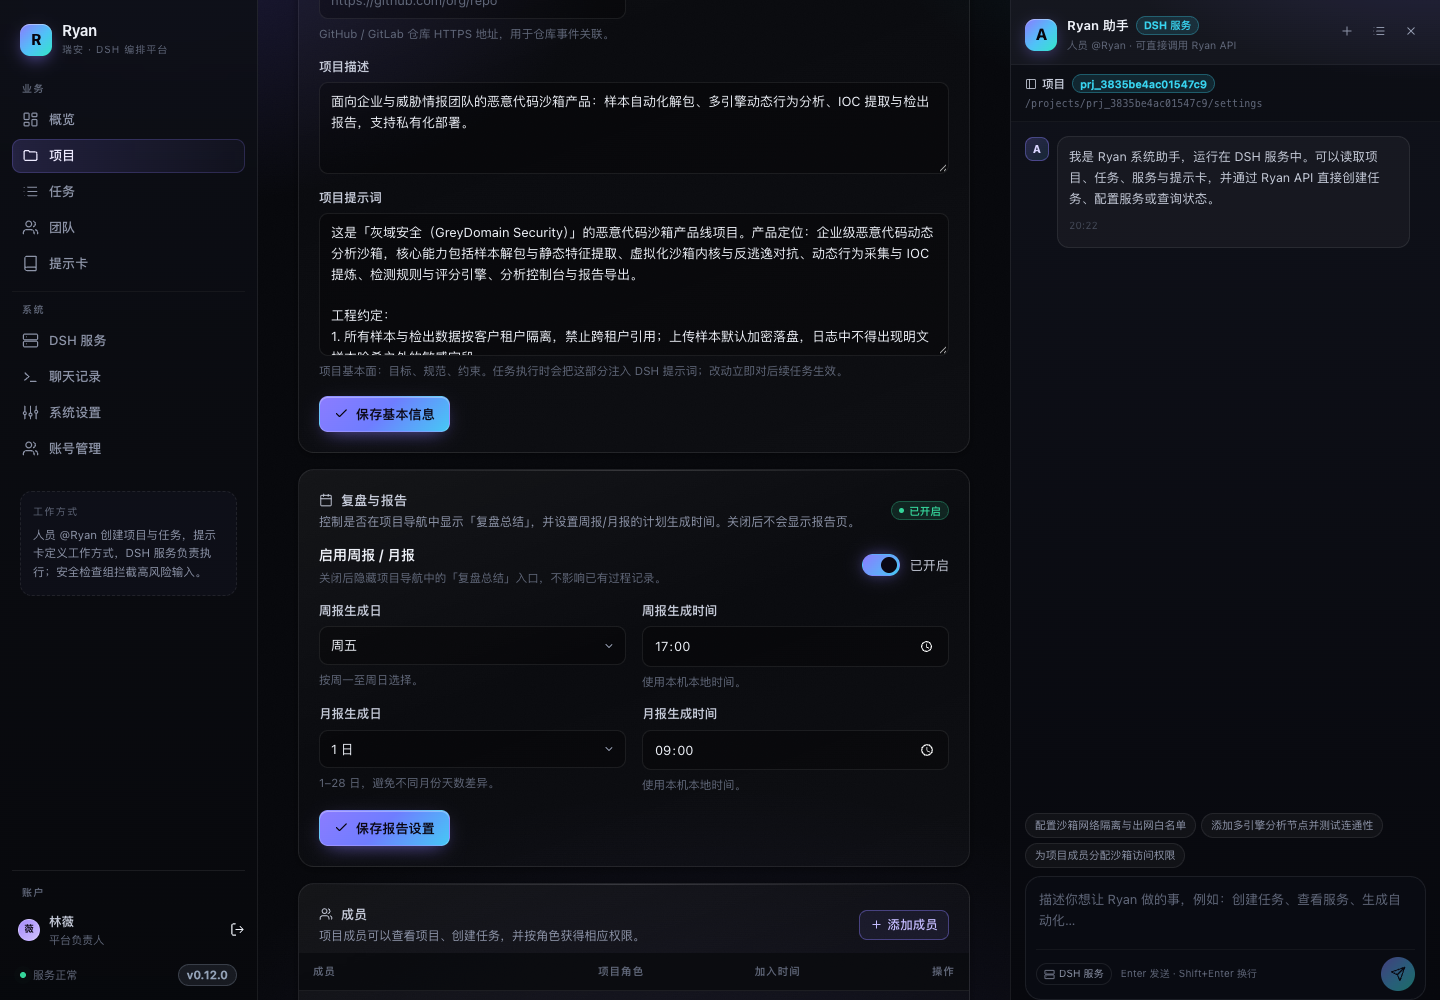 R
Ryan
瑞安 · DSH 编排平台
业务
概览
项目
任务
团队
提示卡
系统
DSH 服务
聊天记录
系统设置
账号管理
工作方式
人员 @Ryan 创建项目与任务，提示
卡定义工作方式，DSH 服务负责执
行；安全检查组拦截高风险输入。
账户
薇
林薇
平台负责人
服务正常
v0.12.0
https://github.com/org/repo
GitHub / GitLab 仓库 HTTPS 地址，用于仓库事件关联。
项目描述
面向企业与威胁情报团队的恶意代码沙箱产品：样本自动化解包、多引擎动态行为分析、IOC 提取与检出
报告，支持私有化部署。
项目提示词
这是「灰域安全（GreyDomain Security）」的恶意代码沙箱产品线项目。产品定位：企业级恶意代码动态
分析沙箱，核心能力包括样本解包与静态特征提取、虚拟化沙箱内核与反逃逸对抗、动态行为采集与 IOC
提炼、检测规则与评分引擎、分析控制台与报告导出。
工程约定：
1. 所有样本与检出数据按客户租户隔离，禁止跨租户引用；上传样本默认加密落盘，日志中不得出现明文
项目基本面：目标、规范、约束。任务执行时会把这部分注入 DSH 提示词；改动立即对后续任务生效。
保存基本信息
复盘与报告
控制是否在项目导航中显示「复盘总结」，并设置周报/月报的计划生成时间。关闭后不会显示报告页。
已开启
启用周报 / 月报
关闭后隐藏项目导航中的「复盘总结」入口，不影响已有过程记录。
已开启
周报生成日
周报生成时间
周五
17:00
按周一至周日选择。
使用本机本地时间。
月报生成日
月报生成时间
1 日
09:00
1–28 日，避免不同月份天数差异。
使用本机本地时间。
保存报告设置
成员
项目成员可以查看项目、创建任务，并按角色获得相应权限。
添加成员
成员
项目角色
加入时间
操作
A
Ryan 助手
DSH 服务
人员 @Ryan · 可直接调用 Ryan API
项目
prj_3835be4ac01547c9
/projects/prj_3835be4ac01547c9/settings
A
我是 Ryan 系统助手，运行在 DSH 服务中。可以读取项
目、任务、服务与提示卡，并通过 Ryan API 直接创建任
务、配置服务或查询状态。
20:22
配置沙箱网络隔离与出网白名单
添加多引擎分析节点并测试连通性
为项目成员分配沙箱访问权限
描述你想让 Ryan 做的事，例如：创建任务、查看服务、生成自
动化...
DSH 服务
Enter 发送 · Shift+Enter 换行